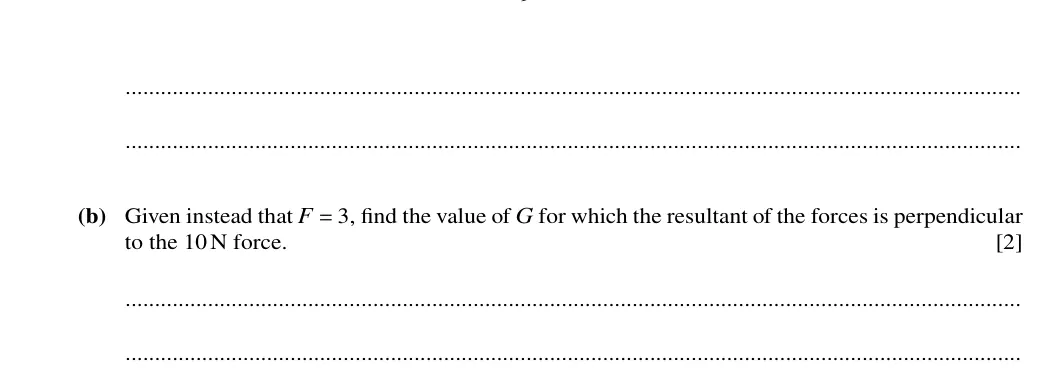 (b) Given instead that F = 3, find the value of G for which the resultant of the forces is perpendicular
to the 10 N force. [2]